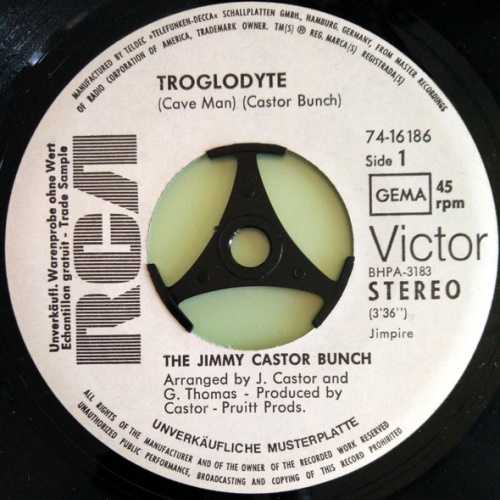 MANUFACTURED BY TELDEC »TELEFUNKEN-DECCA« SCHALLPLATTEN GMBH., HAMBURG, GERMANY, FROM MASTER RECORDINGS
OF RADIO CORPORATION OF AMERICA, TRADEMARK OWNER. TM(S) ® REG. MARCA(S) REGISTRADA(S)
TROGLODYTE
(Cave Man) (Castor Bunch)
74-16186
Side 1
GEMA
45
rpm
Unverkäufl. Warenprobe ohne Wert
Echantillon gratuit - Trade Sample
RCA
Victor
BHPA-3183
STEREO
(3'36'')
Jimpire
THE JIMMY CASTOR BUNCH
Arranged by J. Castor and
G. Thomas - Produced by
Castor - Pruitt Prods.
UNVERKÄUFLICHE MUSTERPLATTE
ALL RIGHTS OF THE MANUFACTURER AND OF THE OWNER OF THE RECORDED WORK RESERVED
UNAUTHORIZED PUBLIC PERFORMANCE, BROADCASTING AND COPYING OF THIS RECORD PROHIBITED